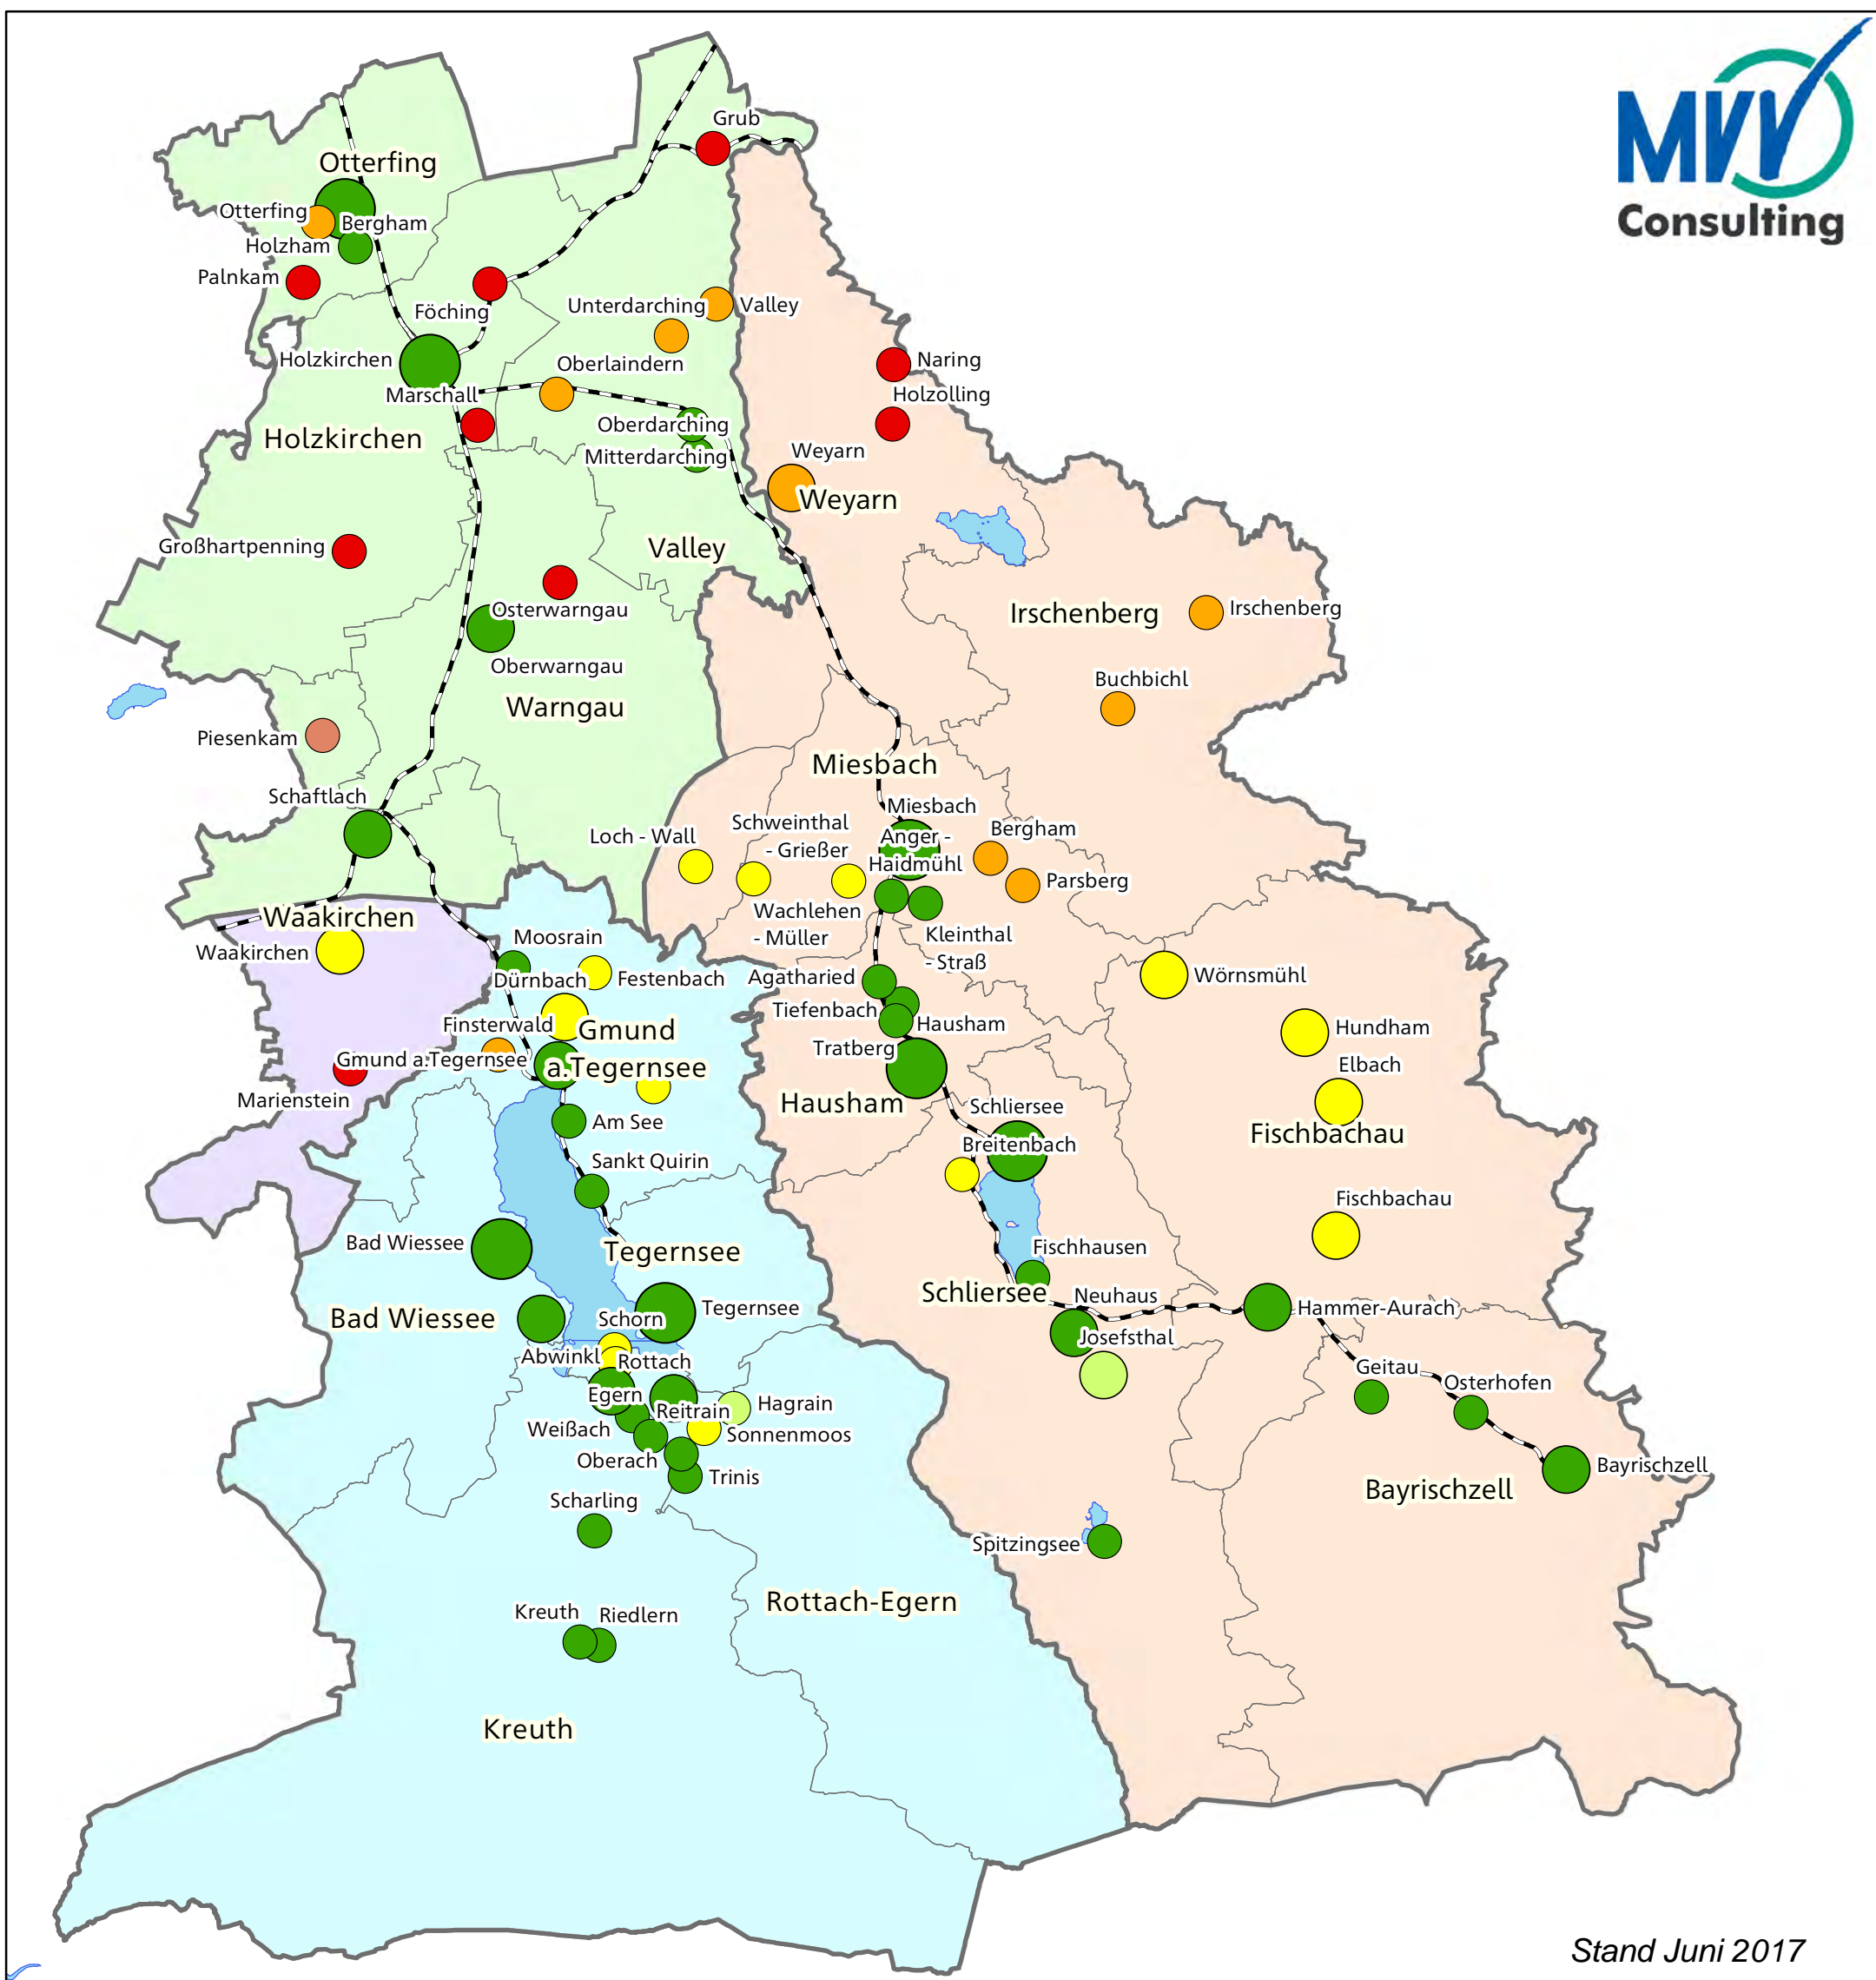 MVV
Consulting
Grub
Otterfing
Otterfing
Bergham
Holzham
Palnkam
Föching
Unterdarching
Valley
Holzkirchen
Oberlaindern
Naring
Marschall
Holzolling
Holzkirchen
Oberdarching
Mitterdarching
Weyarn
Weyarn
Großhartpenning
Valley
Osterwarngau
Irschenberg
Irschenberg
Oberwarngau
Buchbichl
Warngau
Piesenkam
Miesbach
Schaftlach
Miesbach
Loch - Wall
Schweinthal
- Grießer
Anger -
Haidmühl
Bergham
Parsberg
Waakirchen
Wachlehen
- Müller
Kleinthal
- Straß
Waakirchen
Moosrain
Dürnbach
Festenbach
Agatharied
Wörnsmühl
Tiefenbach
Hausham
Finsterwald
Gmund
a.Tegernsee
Gmund a.Tegernsee
Tratberg
Hundham
Elbach
Marienstein
Hausham
Schliersee
Am See
Breitenbach
Fischbachau
Sankt Quirin
Fischbachau
Bad Wiessee
Tegernsee
Fischhausen
Schliersee
Neuhaus
Hammer-Aurach
Bad Wiessee
Schorn
Tegernsee
Josefsthal
Abwinkl
Rottach
Geitau
Osterhofen
Egern
Reitrain
Hagrain
Weißach
Sonnenmoos
Oberach
Trinis
Bayrischzell
Bayrischzell
Scharling
Spitzingsee
Kreuth
Riedlern
Rottach-Egern
Kreuth
Stand Juni 2017